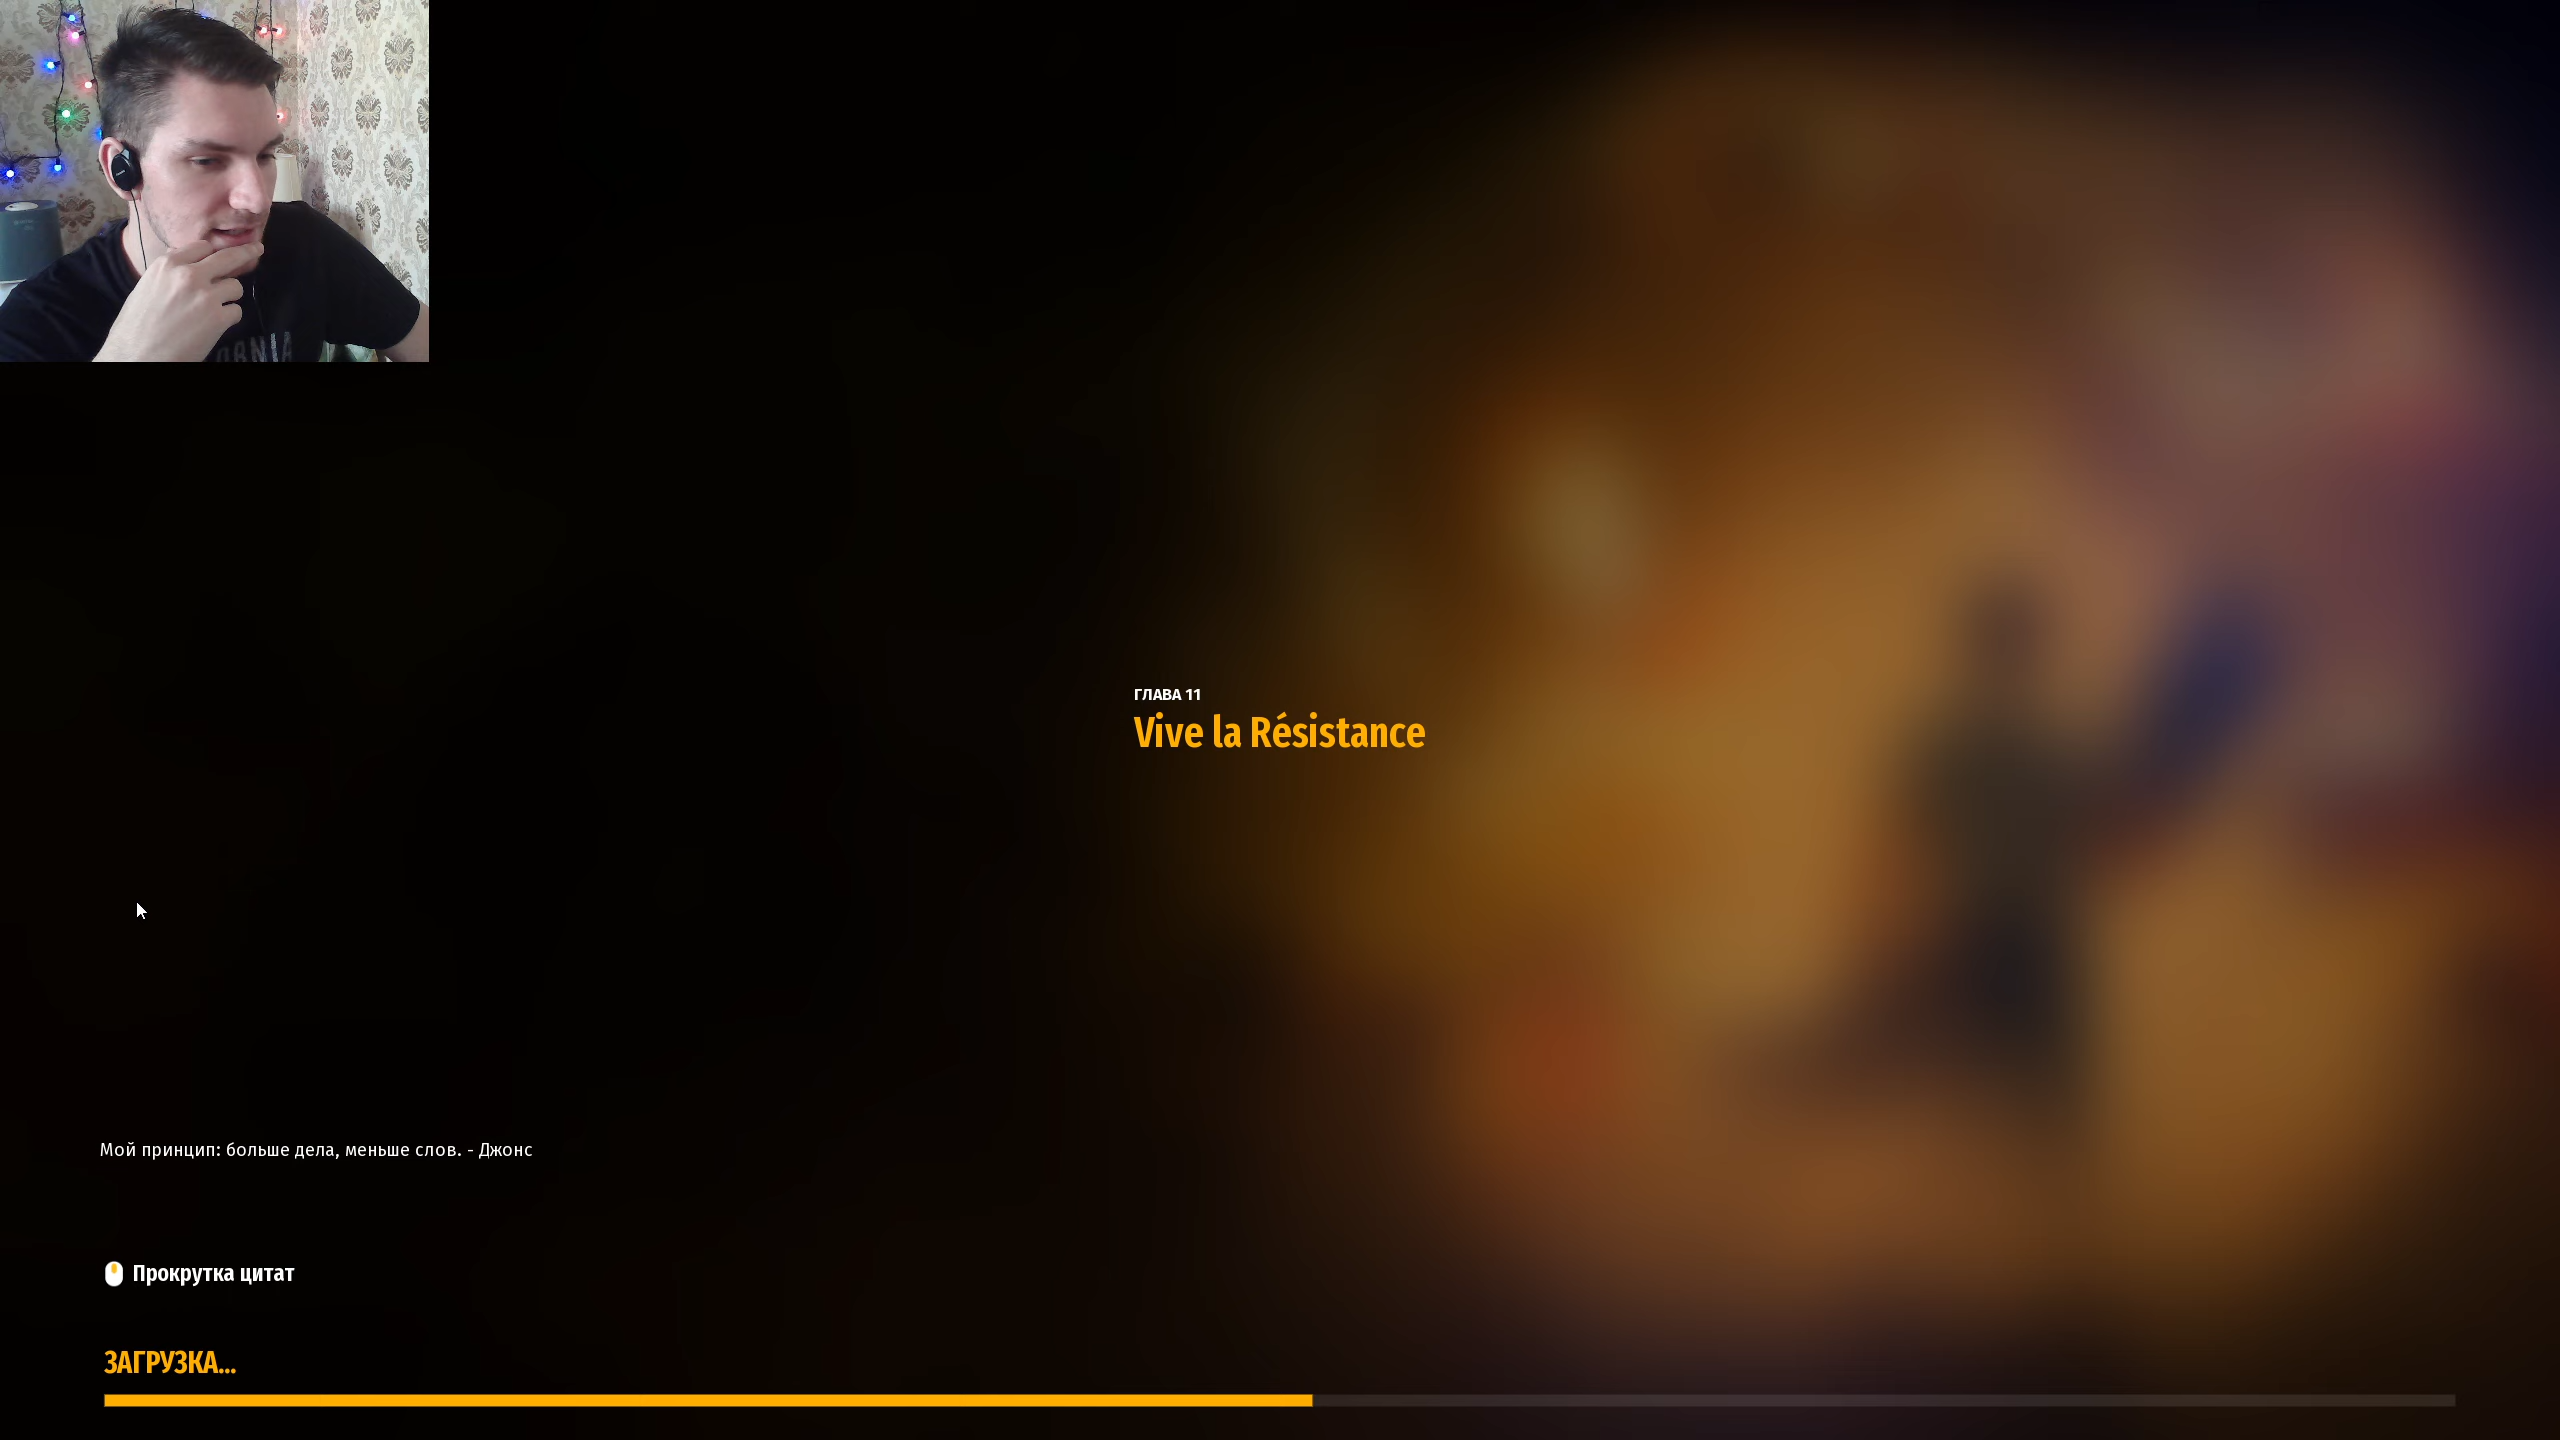 ГЛАВА 11
Vive la Résistance
Мой принцип: больше дела, меньше слов. - Джонс
Прокрутка цитат
ЗАГРУЗКА...